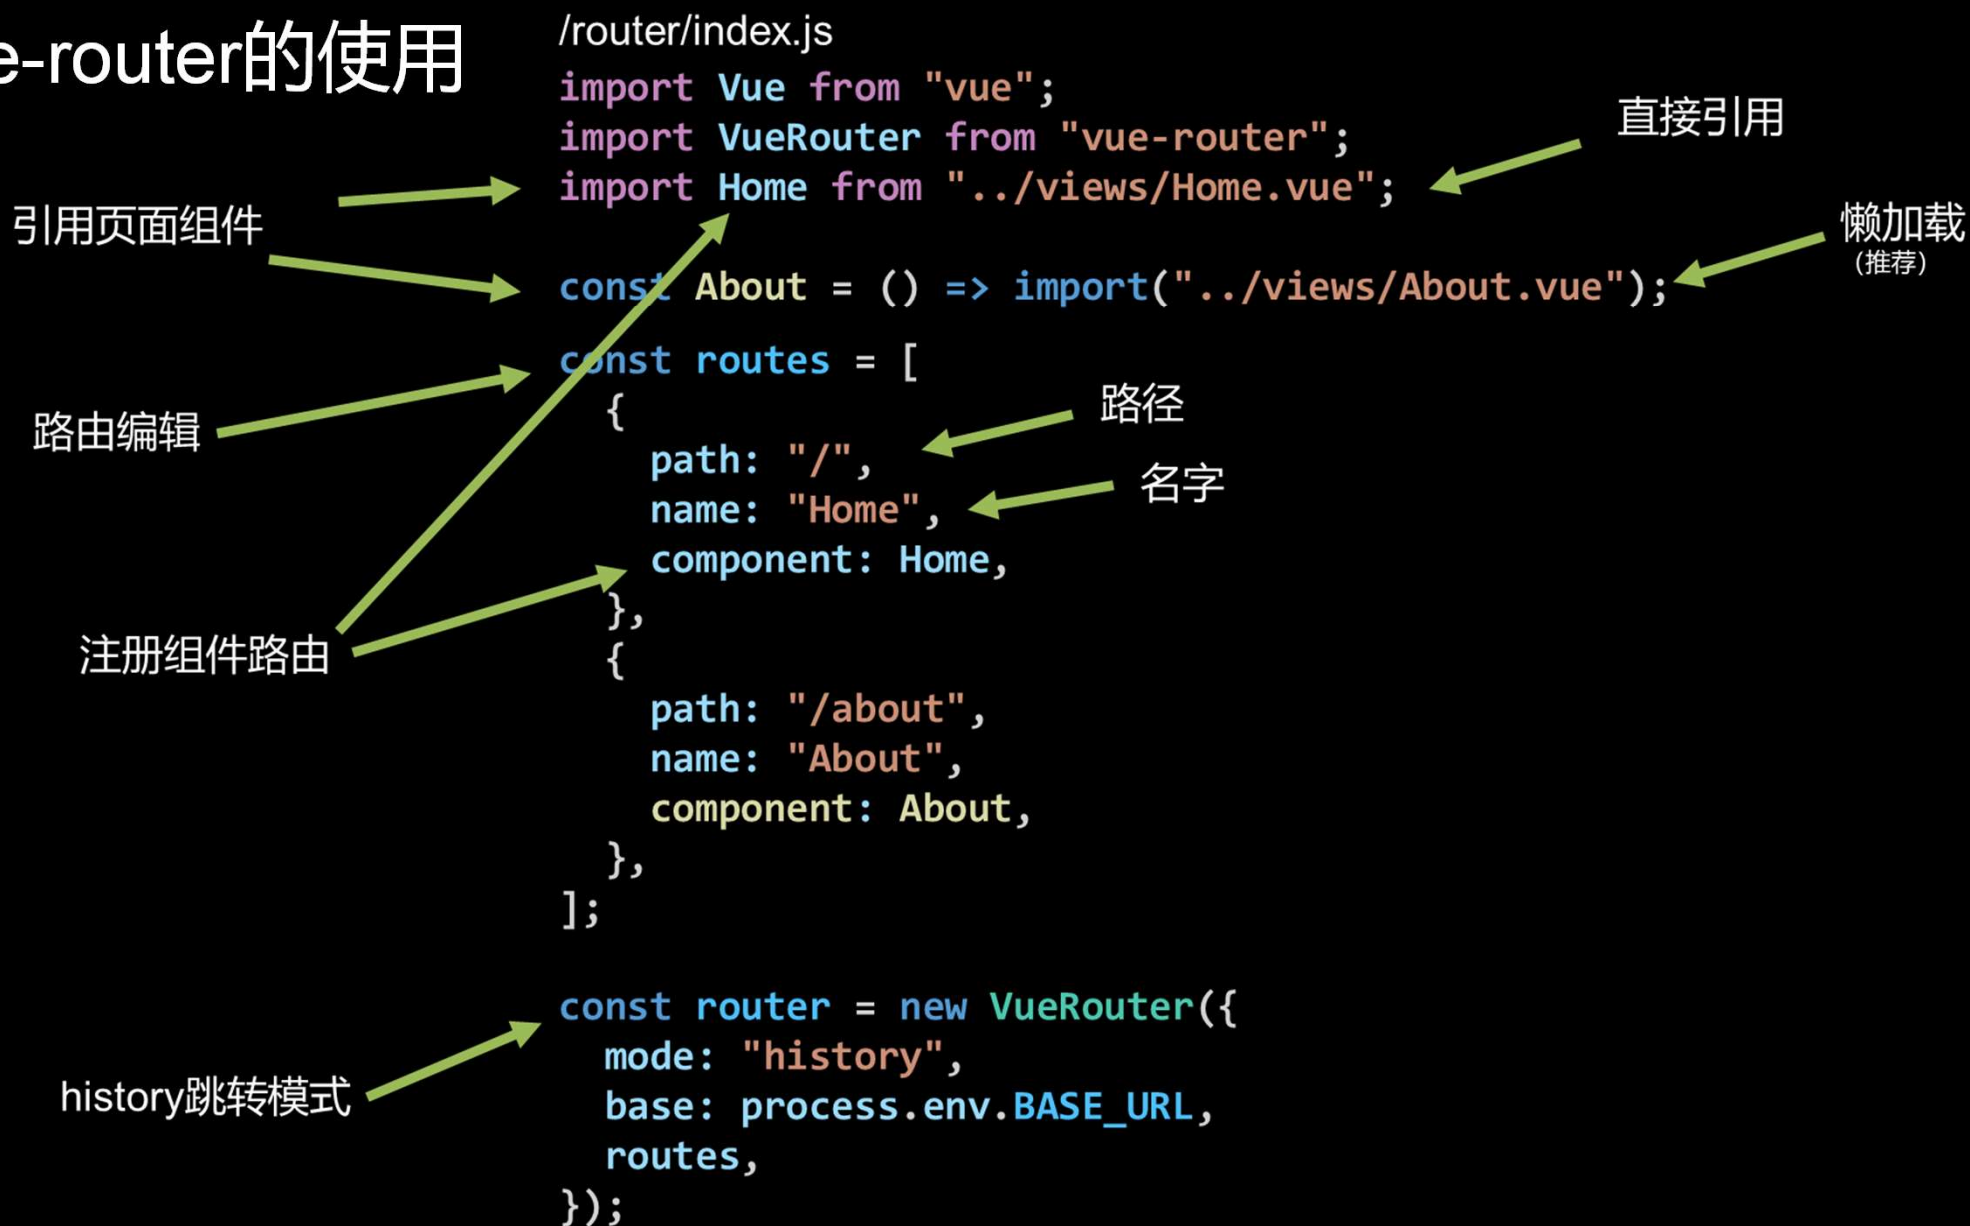 e-router的使用
/router/index.js
import Vue from "vue";
import VueRouter from "vue-router";
import Home from "../views/Home.vue";
直接引用
引用页面组件
const About = () => import("../views/About.vue");
懒加载
(推荐)
const routes = [
路由编辑
{
path: "/",
路径
name: "Home",
名字
component: Home,
},
注册组件路由
{
path: "/about",
name: "About",
component: About,
},
];
const router = new VueRouter({
mode: "history",
history跳转模式
base: process.env.BASE_URL,
routes,
});